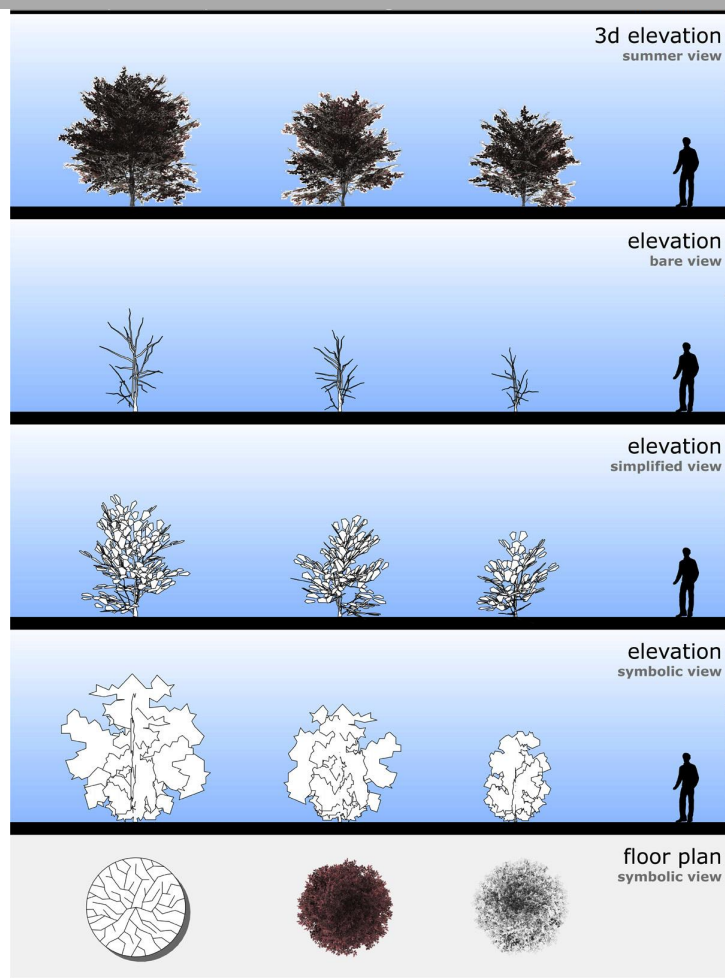 3d elevation
summer view
elevation
bare view
elevation
simplified view
elevation
symbolic view
floor plan
symbolic view